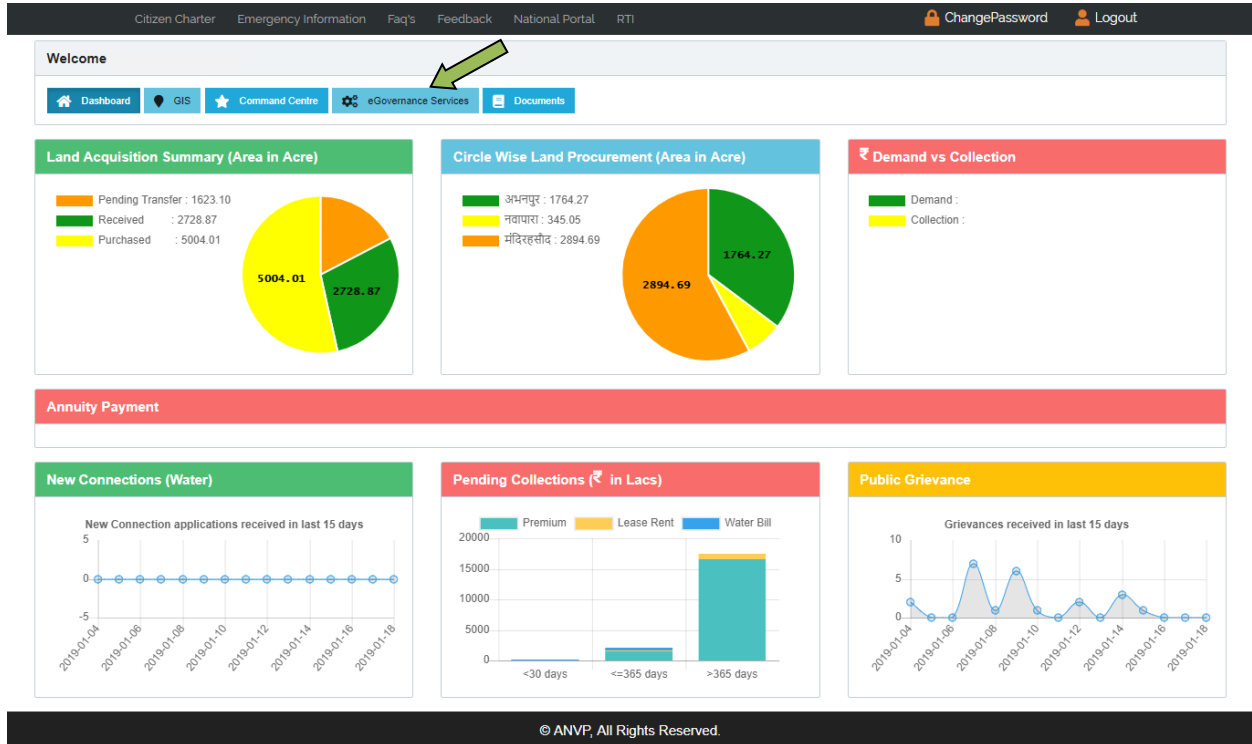 Citizen Charter Emergency Information Faq's Feedback National Portal RTI ChangePassword Logout
Welcome
Dashboard GIS Command Centre eGovernance Services Documents
Land Acquisition Summary (Area in Acre)
Pending Transfer : 1623.10
Received : 2728.87
Purchased : 5004.01
5004.01
2728.87
Circle Wise Land Procurement (Area in Acre)
अभनपुर : 1764.27
नवापारा : 345.05
मंदिरहसौद : 2894.69
1764.27
2894.69
₹ Demand vs Collection
Demand :
Collection :
Annuity Payment
New Connections (Water)
New Connection applications received in last 15 days
5
0
-5
2019-01-04 2019-01-06 2019-01-08 2019-01-10 2019-01-12 2019-01-14 2019-01-16 2019-01-18
Pending Collections (₹ in Lacs)
Premium Lease Rent Water Bill
20000
15000
10000
5000
0
<30 days <=365 days >365 days
Public Grievance
Grievances received in last 15 days
10
5
0
2019-01-04 2019-01-06 2019-01-08 2019-01-10 2019-01-12 2019-01-14 2019-01-16 2019-01-18
© ANVP, All Rights Reserved.